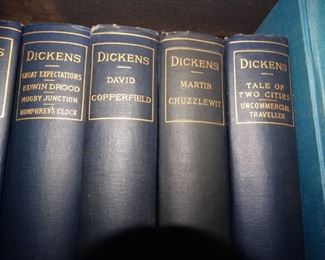 DICKENS
GREAT EXPECTATIONS
EDWIN DROOD
MUGBY JUNCTION
HUMPHREY'S CLOCK
DICKENS
DAVID
COPPERFIELD
DICKENS
MARTIN
CHUZZLEWIT
DICKENS
TALE OF
TWO CITIES
UNCOMMERCIAL
TRAVELLER